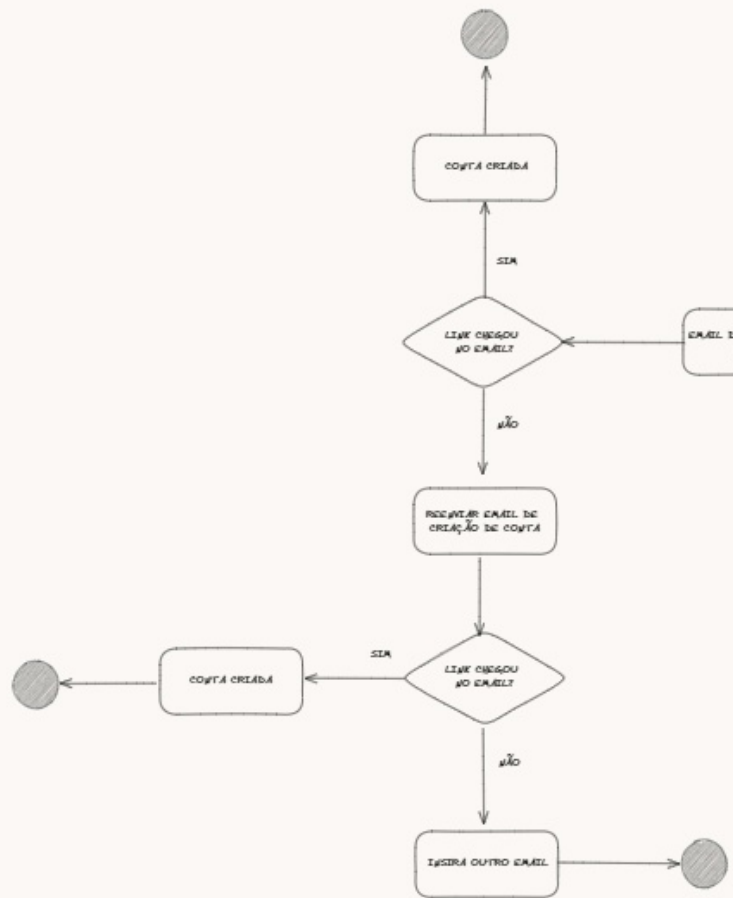 CONTA CRIADA
SIM
LINK CHEGOU
NO EMAIL?
EMAIL
NÃO
REENVIAR EMAIL DE
CRIAÇÃO DE CONTA
SIM
LINK CHEGOU
NO EMAIL?
CONTA CRIADA
NÃO
INSIRA OUTRO EMAIL